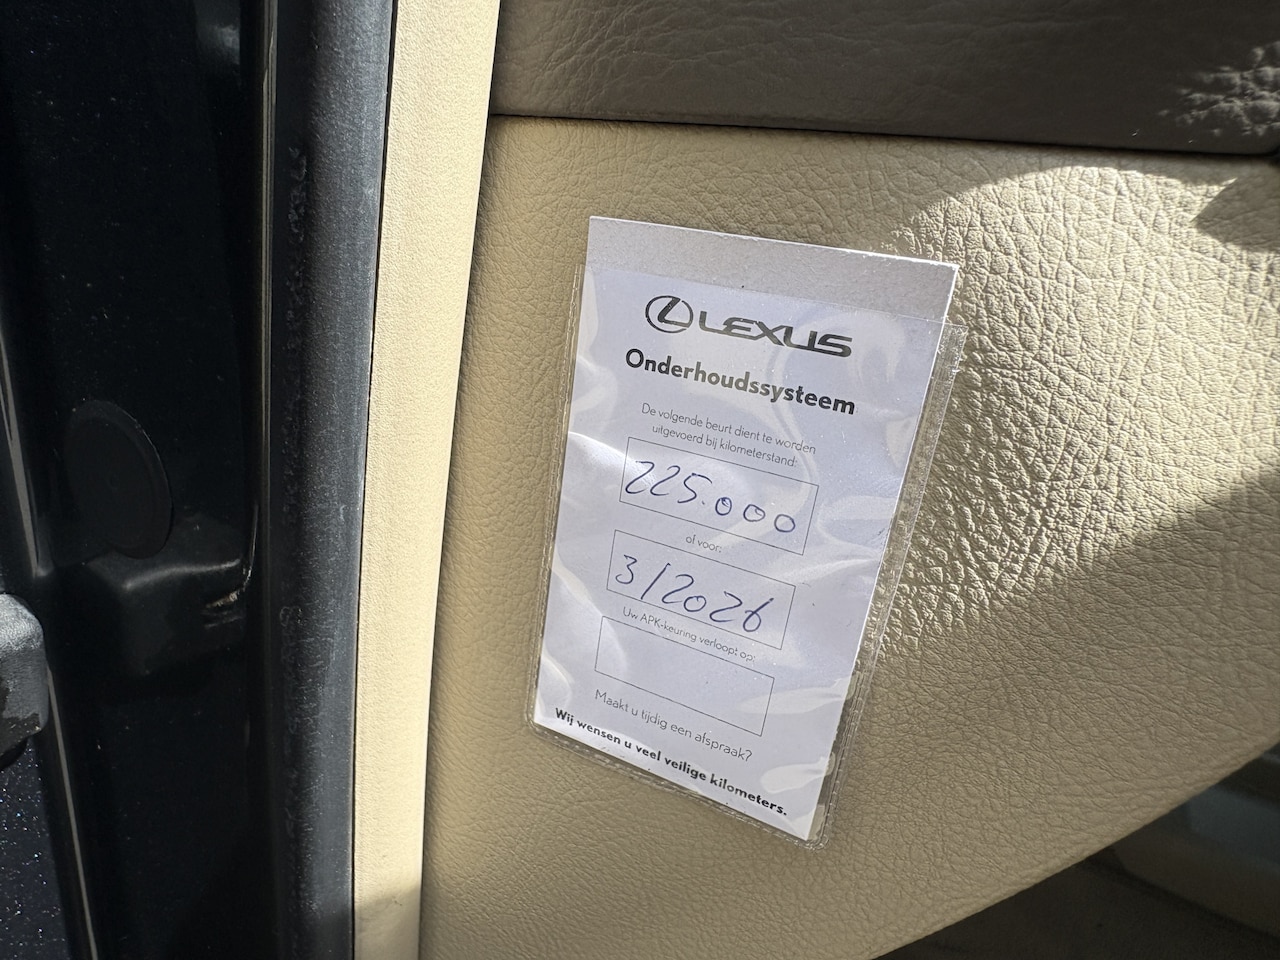 LEXUS
Onderhoudssysteem
De volgende beurt dient te worden
uitgevoerd bij kilometerstand:
225.000
of voor:
3/2026
Uw APK-keuring verloopt op:
Maakt u tijdig een afspraak?
Wij wensen u veel veilige kilometers.